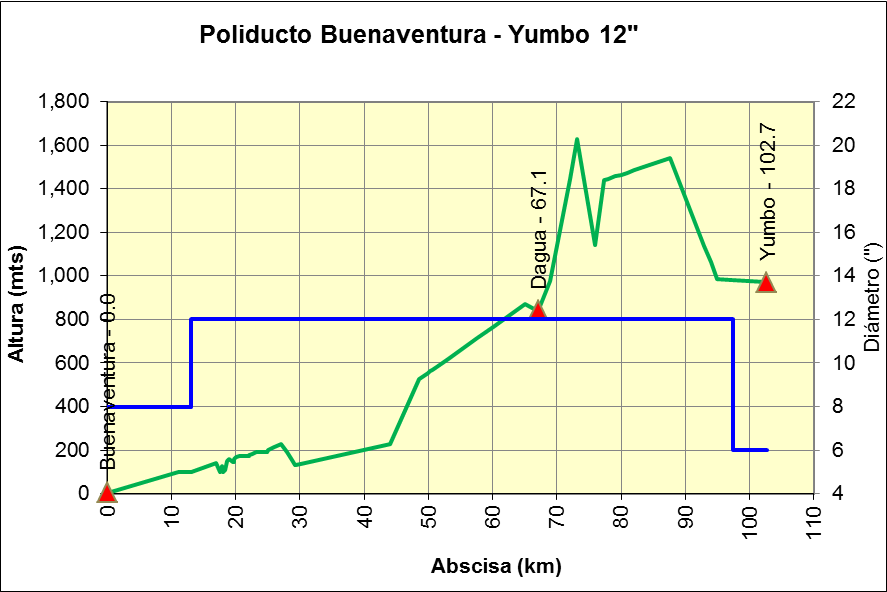 Poliducto Buenaventura - Yumbo 12"
Altura (mts)
1,800
1,600
1,400
1,200
1,000
800
600
400
200
0
Buenaventura - 0.0
Dagua - 67.1
Yumbo - 102.7
22
20
18
16
14
12
10
8
6
4
Diámetro (")
0 10 20 30 40 50 60 70 80 90 100 110
Abscisa (km)